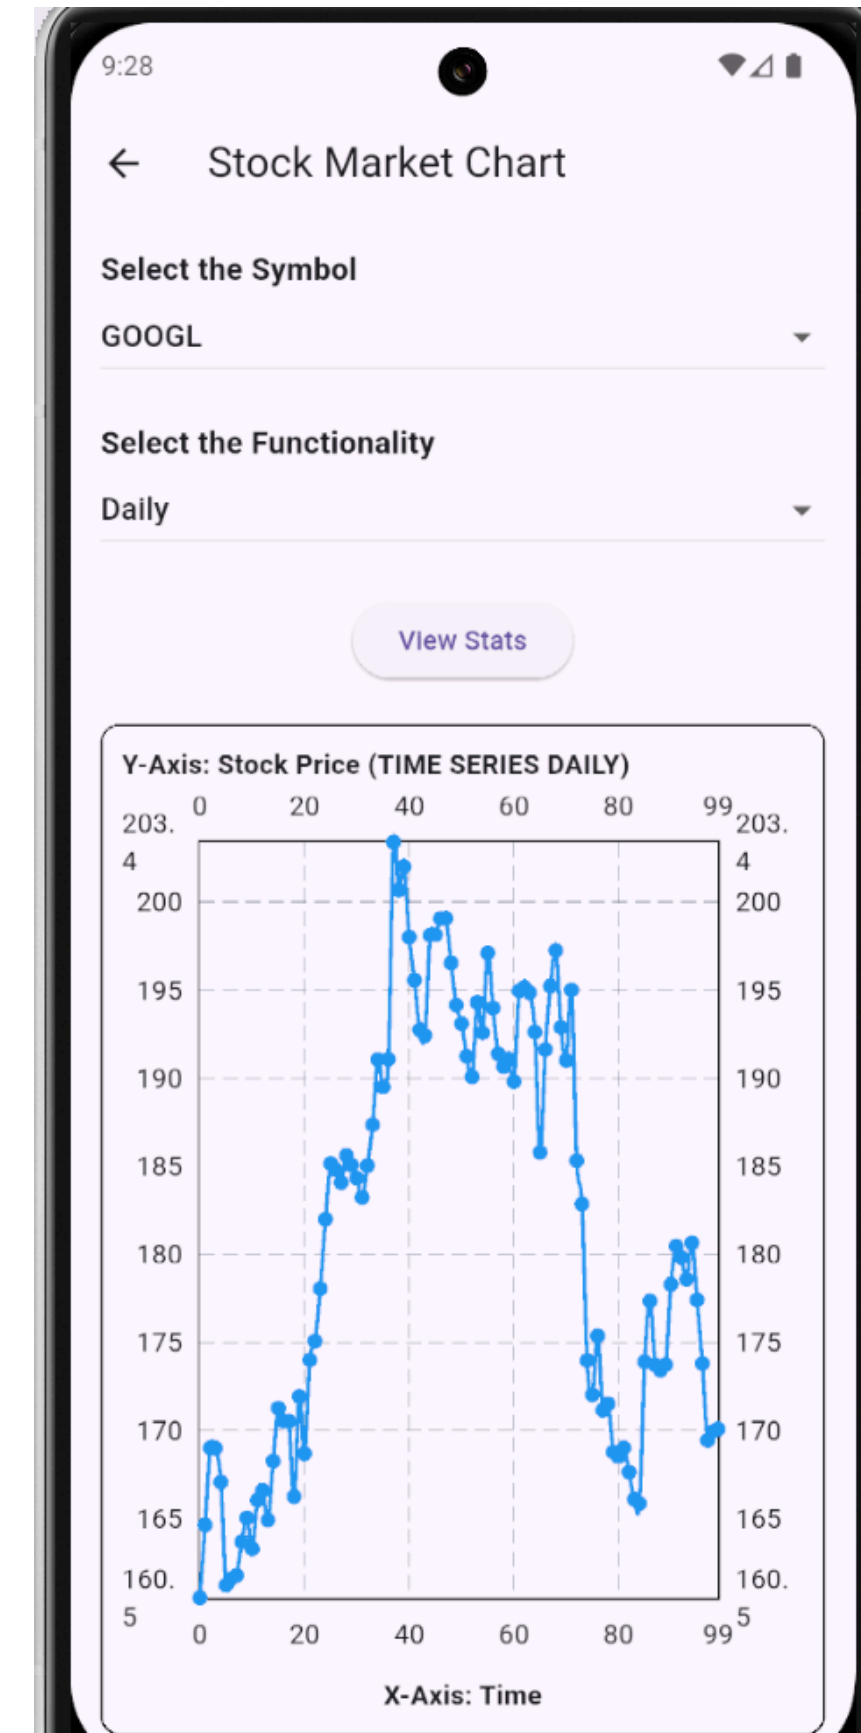 9:28
Stock Market Chart
Select the Symbol
GOOGL
Select the Functionality
Daily
View Stats
Y-Axis: Stock Price (TIME SERIES DAILY)
0 20 40 60 80 99
203.
4
203.
4
200 200
195 195
190 190
185 185
180 180
175 175
170 170
165 165
160.
5
160.
5
0 20 40 60 80 99
X-Axis: Time